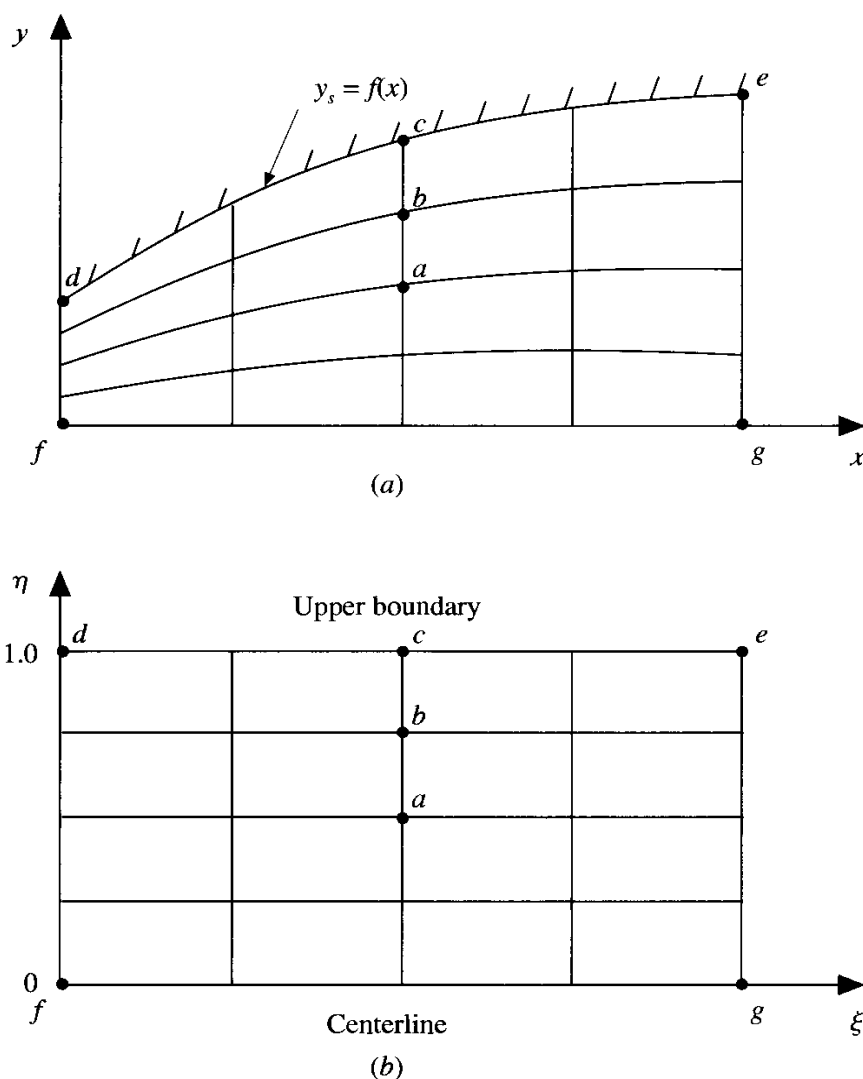 y
e
y_s = f(x)
c
b
d
a
f
g
x
(a)
η
Upper boundary
d
c
e
1.0
b
a
0
f
g
ξ
Centerline
(b)